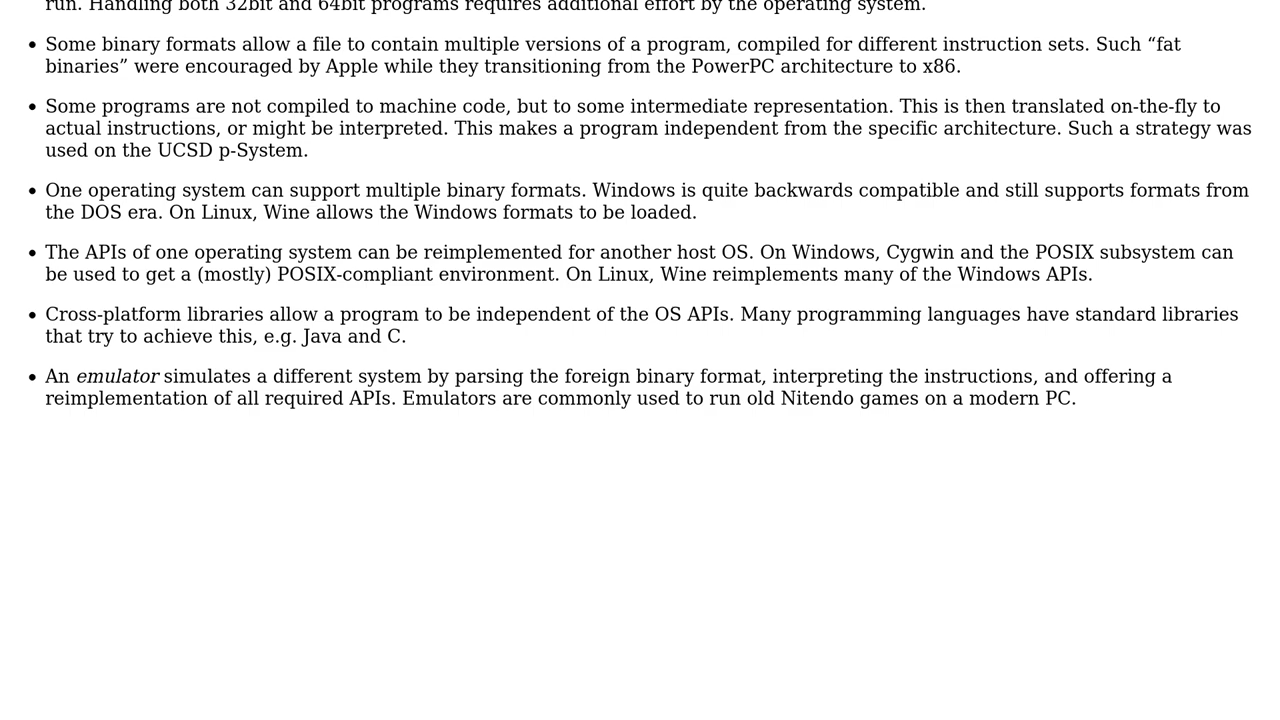 run. Handling both 32bit and 64bit programs requires additional effort by the operating system.
• Some binary formats allow a file to contain multiple versions of a program, compiled for different instruction sets. Such “fat
binaries” were encouraged by Apple while they transitioning from the PowerPC architecture to x86.
• Some programs are not compiled to machine code, but to some intermediate representation. This is then translated on-the-fly to
actual instructions, or might be interpreted. This makes a program independent from the specific architecture. Such a strategy was
used on the UCSD p-System.
• One operating system can support multiple binary formats. Windows is quite backwards compatible and still supports formats from
the DOS era. On Linux, Wine allows the Windows formats to be loaded.
• The APIs of one operating system can be reimplemented for another host OS. On Windows, Cygwin and the POSIX subsystem can
be used to get a (mostly) POSIX-compliant environment. On Linux, Wine reimplements many of the Windows APIs.
• Cross-platform libraries allow a program to be independent of the OS APIs. Many programming languages have standard libraries
that try to achieve this, e.g. Java and C.
• An emulator simulates a different system by parsing the foreign binary format, interpreting the instructions, and offering a
reimplementation of all required APIs. Emulators are commonly used to run old Nitendo games on a modern PC.